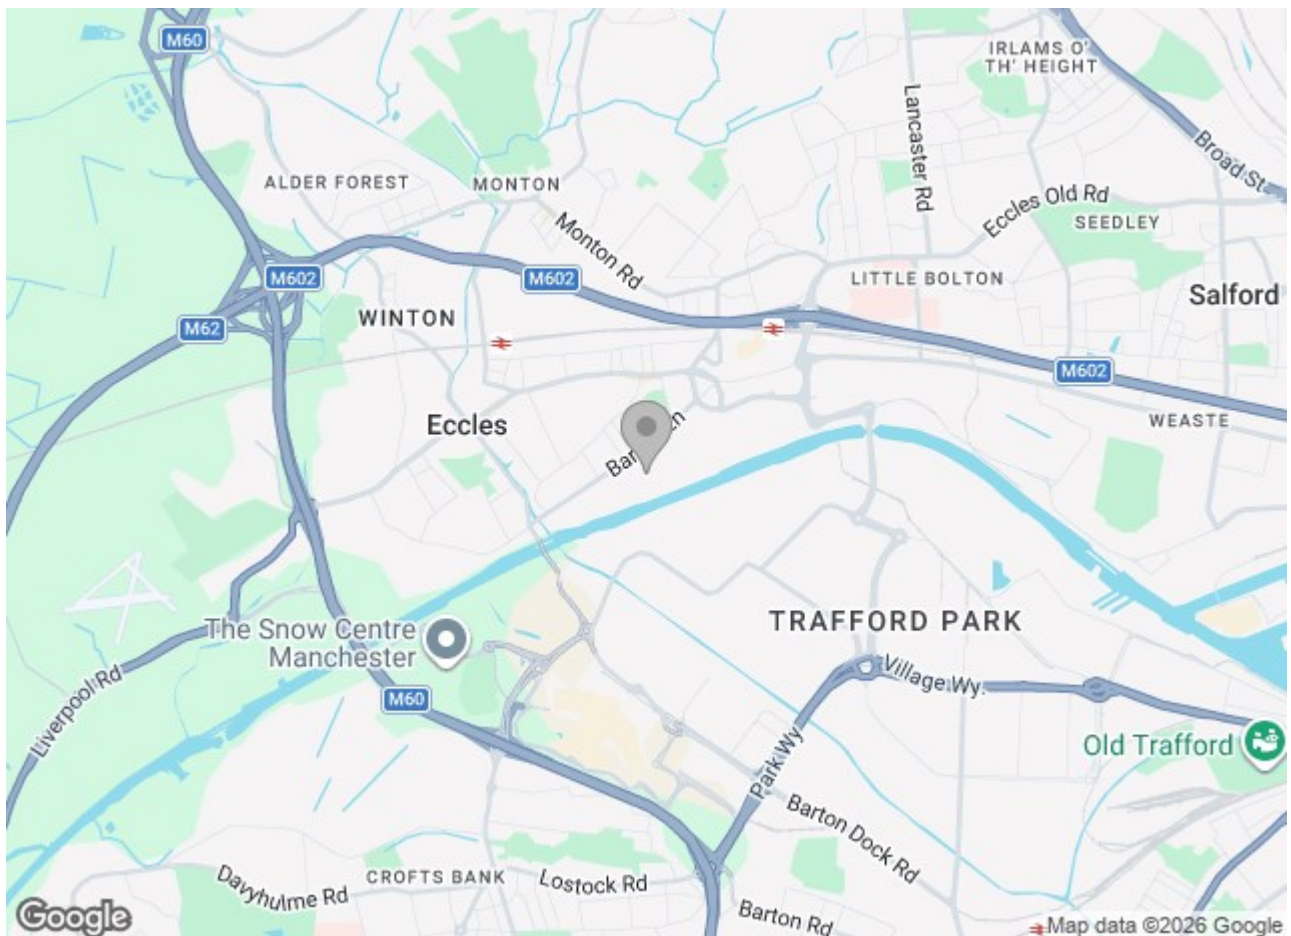 M60
IRLAMS O'
TH' HEIGHT
Lancaster Rd
Broad St
ALDER FOREST
MONTON
Eccles Old Rd
SEEDLEY
Monton Rd
M602
M602
LITTLE BOLTON
Salford
WINTON
M62
M602
WEASTE
Eccles
The Snow Centre
Manchester
TRAFFORD PARK
Village Wy.
M60
Liverpool Rd
Old Trafford
Park Wy
Barton Dock Rd
CROFTS BANK
Lostock Rd
Davyhulme Rd
Barton Rd
Google
Map data ©2026 Google